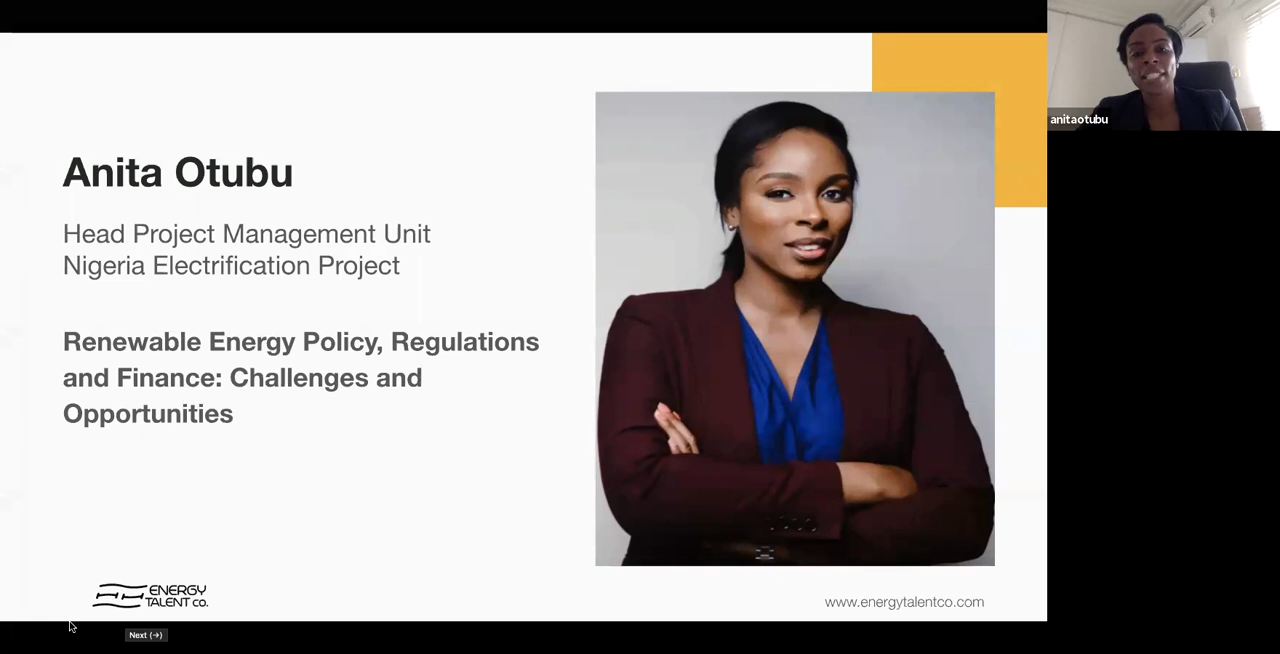 Anita Otubu
Head Project Management Unit
Nigeria Electrification Project
Renewable Energy Policy, Regulations
and Finance: Challenges and
Opportunities
ENERGY
TALENT CO.
www.energytalentco.com
Next (→)
anitaotubu